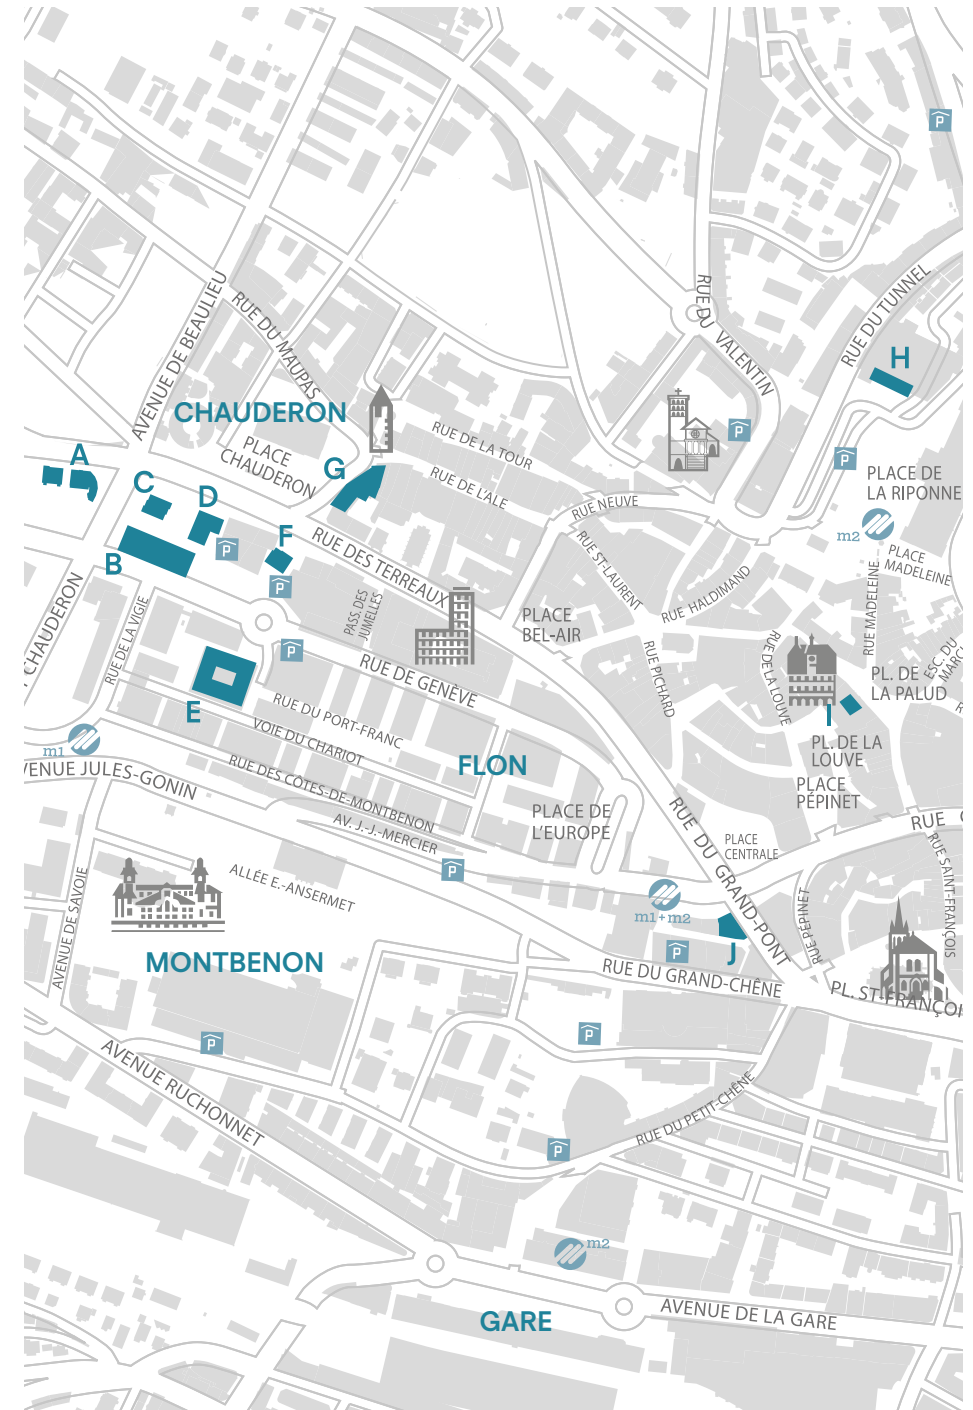 P
RUE DU TUNNEL
RUE DU VALENTIN
AVENUE DE BEAULIEU
RUE DU MAUPAS
H
CHAUDERON
PLACE
CHAUDERON
RUE DE LA TOUR
P
A
G
RUE DE L'ALE
P
PLACE DE
LA RIPONNE
C
D
RUE NEUVE
m2
B
P
F
P
RUE DES TERREAUX
RUE ST-LAURENT
RUE HALDIMAND
PLACE
MADELEINE
RUE MADELEINE
CHAUDERON
RUE DE LA VIGIE
PASS. DES
JUMELLES
PLACE
BEL-AIR
P
RUE DE GENÈVE
RUE PICHARD
RUE DE LA LOUVE
PL. DE
LA PALUD
ESC. DU
E
RUE DU PORT-FRANC
VOIE DU CHARIOT
I
m1
PL. DE LA
LOUVE
RUE DES CÔTES-DE-MONTBENON
FLON
PLACE
PÉPINET
VENUE JULES-GONIN
AV. J.-J.-MERCIER
PLACE DE
L'EUROPE
RUE DU GRAND-PONT
PLACE
CENTRALE
RUE
RUE SAINT-FRANÇOIS
ALLÉE E.-ANSERMET
P
AVENUE DE SAVOIE
m1+m2
RUE PÉPINET
J
P
MONTBENON
RUE DU GRAND-CHÊNE
PL. ST-FRANÇOI
P
P
AVENUE RUCHONNET
RUE DU PETIT-CHÊNE
P
m2
AVENUE DE LA GARE
GARE